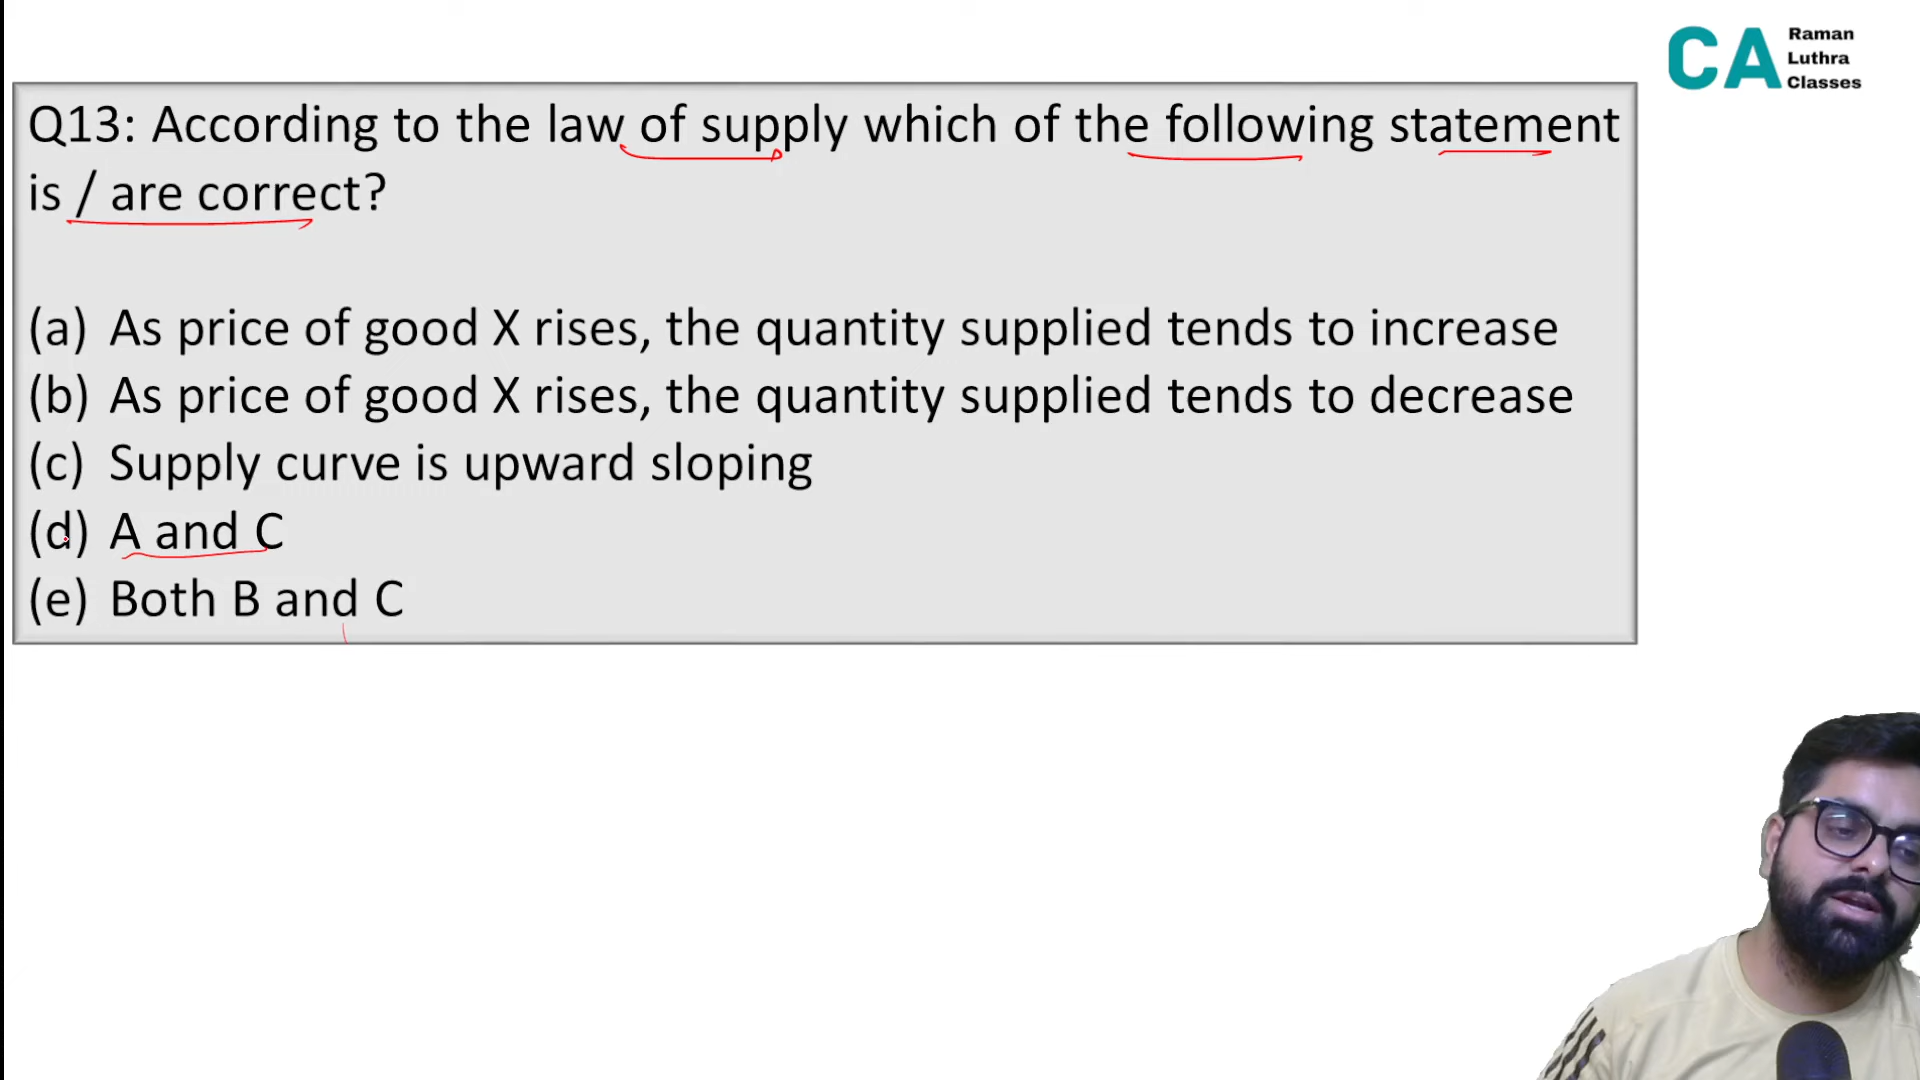 CA Raman
Luthra
Classes
Q13: According to the law of supply which of the following statement
is / are correct?
(a) As price of good X rises, the quantity supplied tends to increase
(b) As price of good X rises, the quantity supplied tends to decrease
(c) Supply curve is upward sloping
(d) A and C
(e) Both B and C